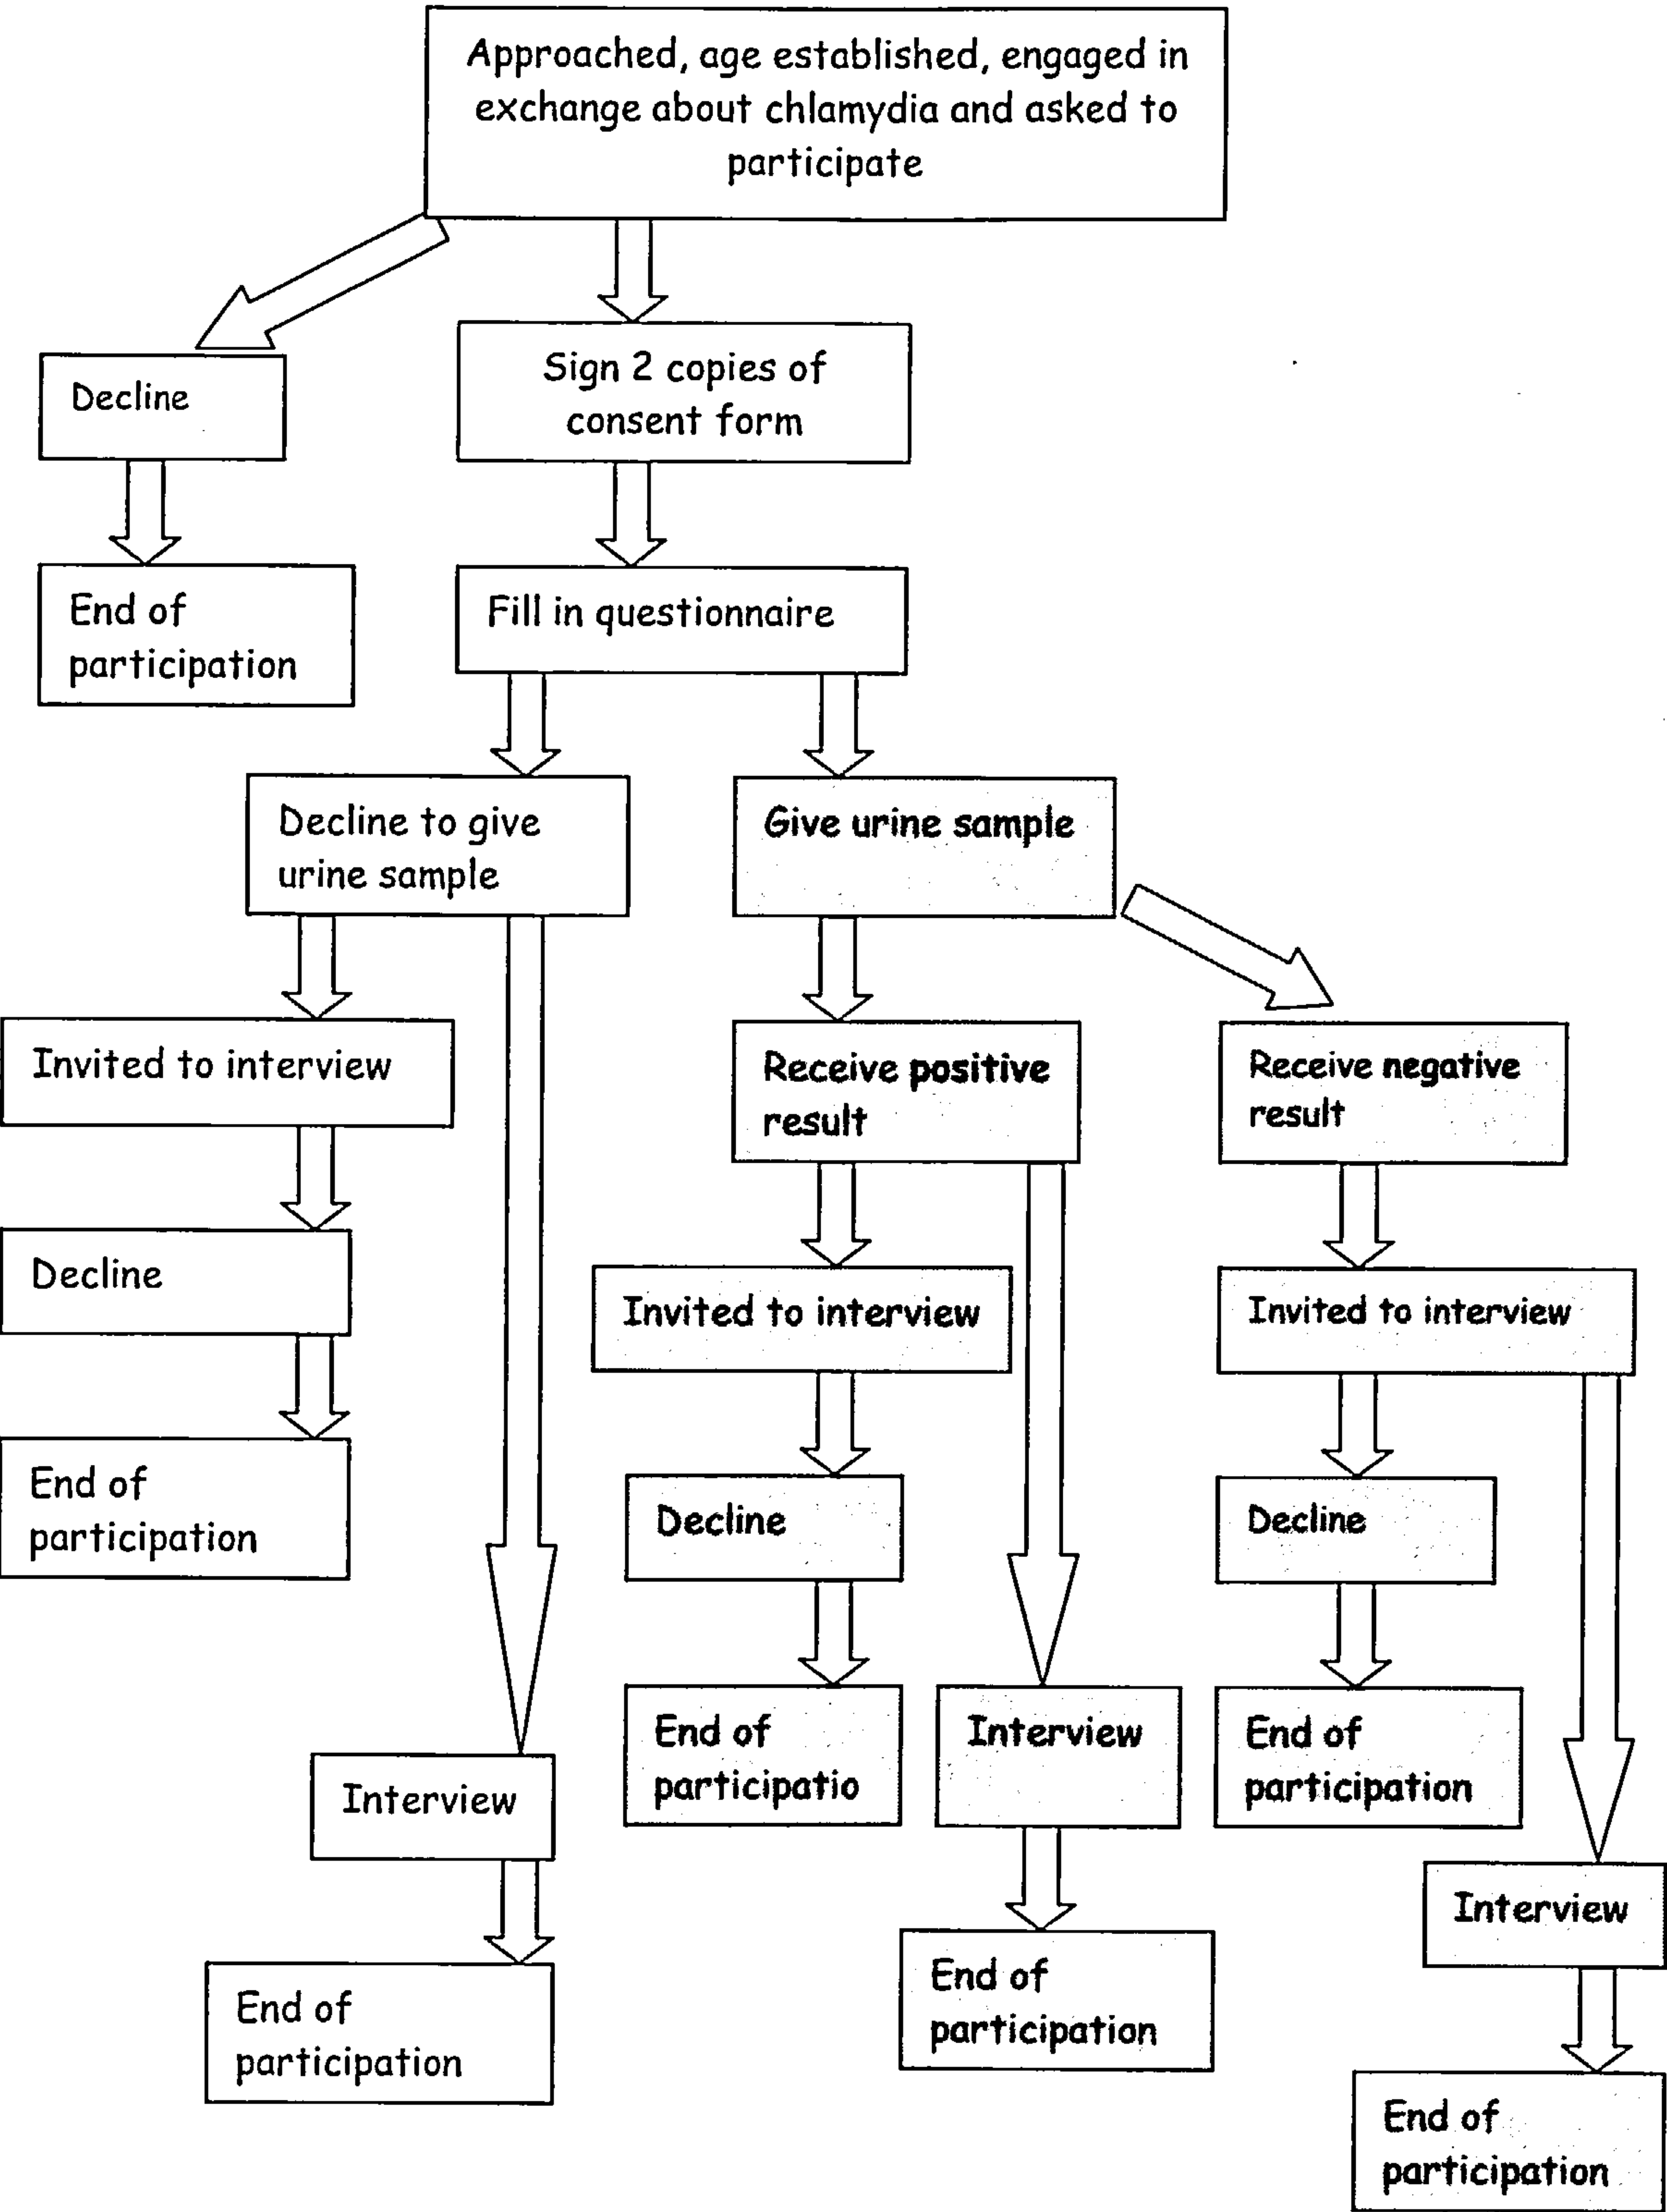 Approached, age established, engaged in
exchange about chlamydia and asked to
participate
Decline
Sign 2 copies of
consent form
End of
participation
Fill in questionnaire
Decline to give
urine sample
Give urine sample
Invited to interview
Receive positive
result
Receive negative
result
Decline
Invited to interview
Invited to interview
End of
participation
Decline
Decline
Interview
End of
participatio
Interview
End of
participation
Interview
End of
participation
End of
participation
End of
participation